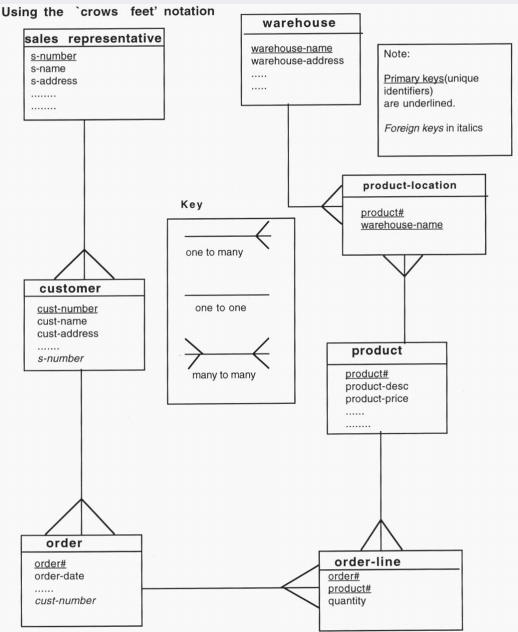 Using the `crows feet' notation
sales representative
s-number
s-name
s-address
........
........
warehouse
warehouse-name
warehouse-address
.....
.....
Note:
Primary keys(unique
identifiers)
are underlined.
Foreign keys in italics
product-location
product#
warehouse-name
Key
one to many
one to one
many to many
customer
cust-number
cust-name
cust-address
.......
s-number
product
product#
product-desc
product-price
......
........
order
order#
order-date
......
cust-number
order-line
order#
product#
quantity